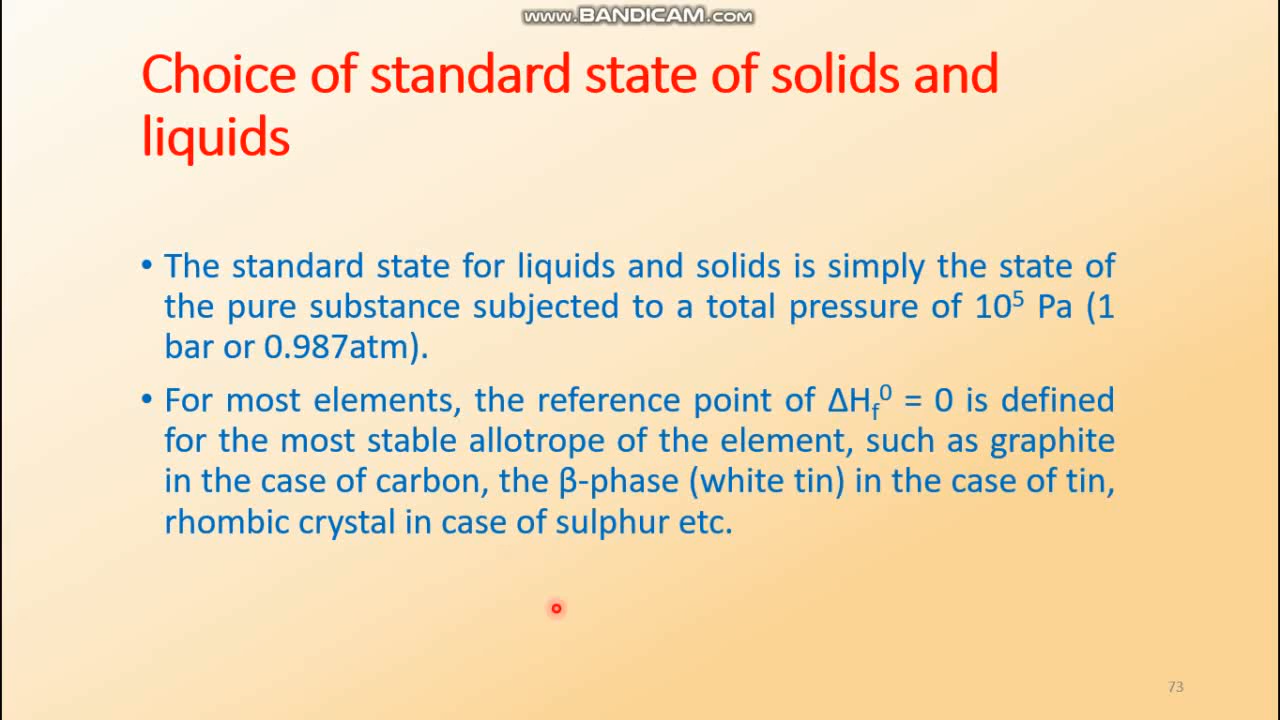 www.BANDICAM.com
Choice of standard state of solids and
liquids
• The standard state for liquids and solids is simply the state of
the pure substance subjected to a total pressure of 10⁵ Pa (1
bar or 0.987atm).
• For most elements, the reference point of ΔH_f⁰ = 0 is defined
for the most stable allotrope of the element, such as graphite
in the case of carbon, the β-phase (white tin) in the case of tin,
rhombic crystal in case of sulphur etc.
73